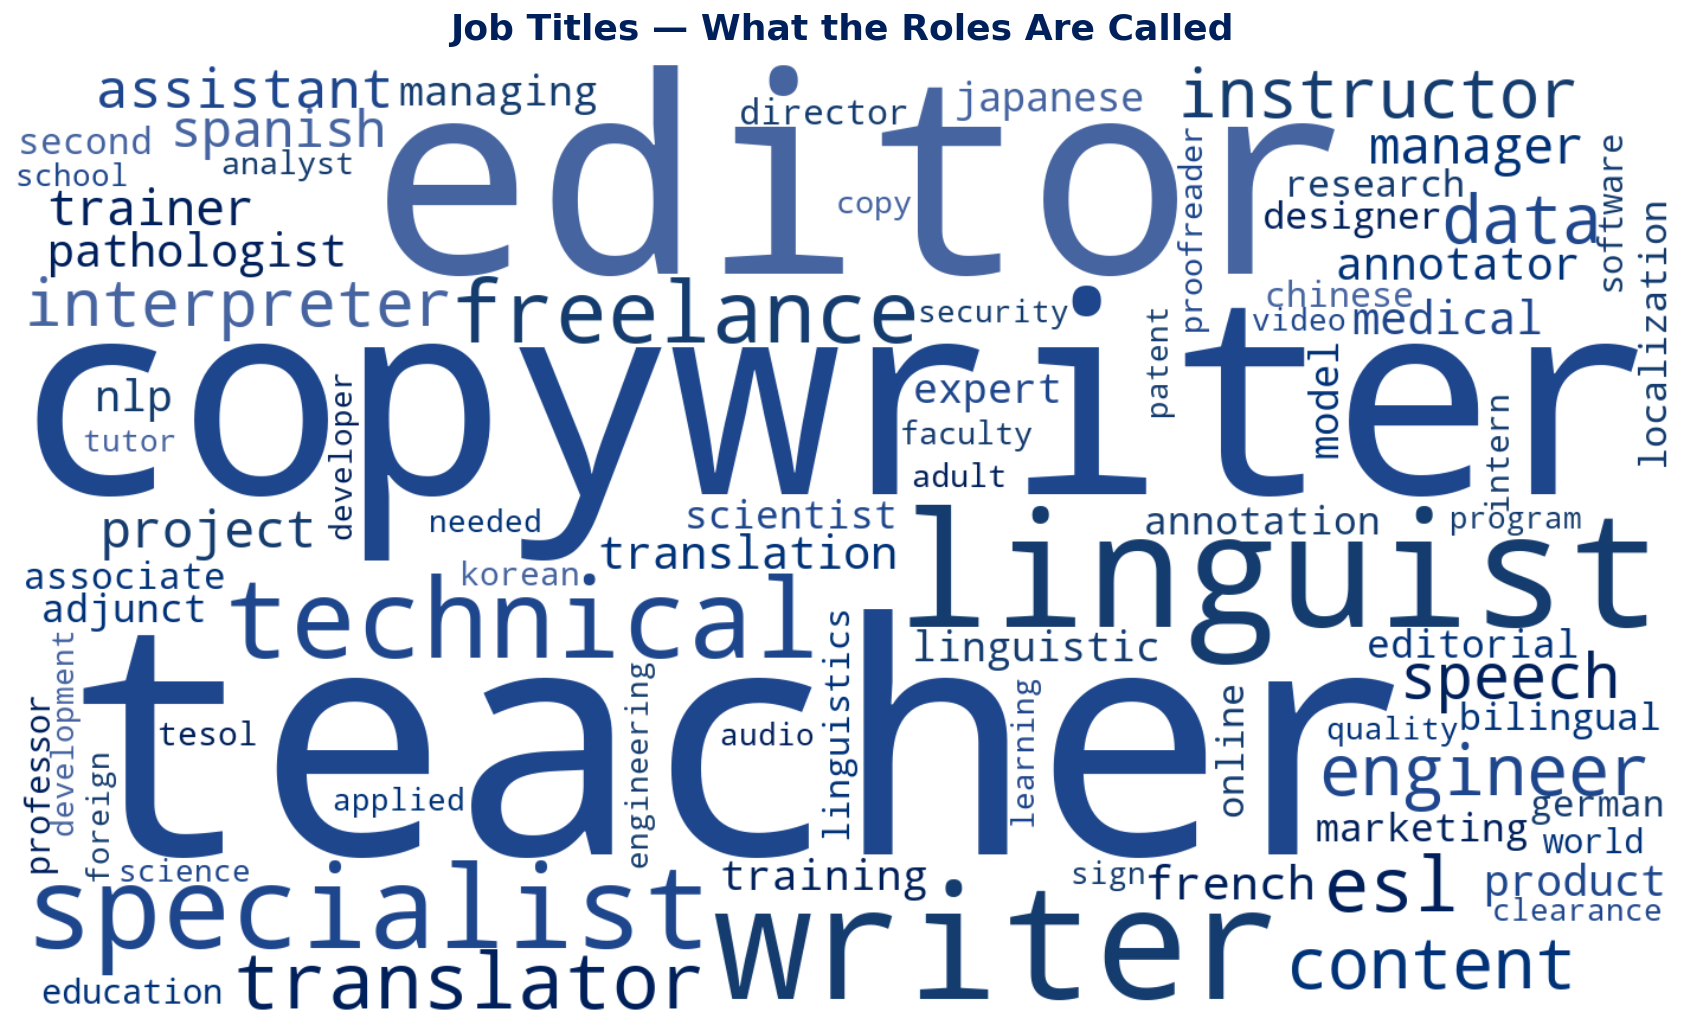 Job Titles — What the Roles Are Called
assistant
managing
editor
director
japanese
instructor
second
spanish
analyst
school
trainer
pathologist
copy
proofreader
manager
research
designer
data
software
annotator
localization
interpreter
freelance
security
chinese
video
medical
patent
copywriter
nlp
tutor
developer
expert
faculty
adult
model
intern
project
needed
scientist
translation
annotation
program
linguist
associate
adjunct
korean
technical
linguistics
linguistic
editorial
speech
teacher
professor
development
foreign
tesol
applied
engineering
audio
learning
online
quality
bilingual
engineer
german
marketing
world
science
specialist
training
sign
french
esl
product
clearance
writer
education
translator
content